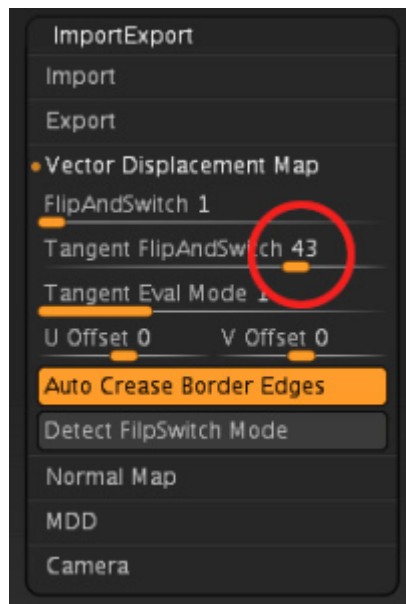 ImportExport
Import
Export
Vector Displacement Map
FlipAndSwitch 1
Tangent FlipAndSwitch 43
Tangent Eval Mode 1
U Offset 0 V Offset 0
Auto Crease Border Edges
Detect FilpSwitch Mode
Normal Map
MDD
Camera